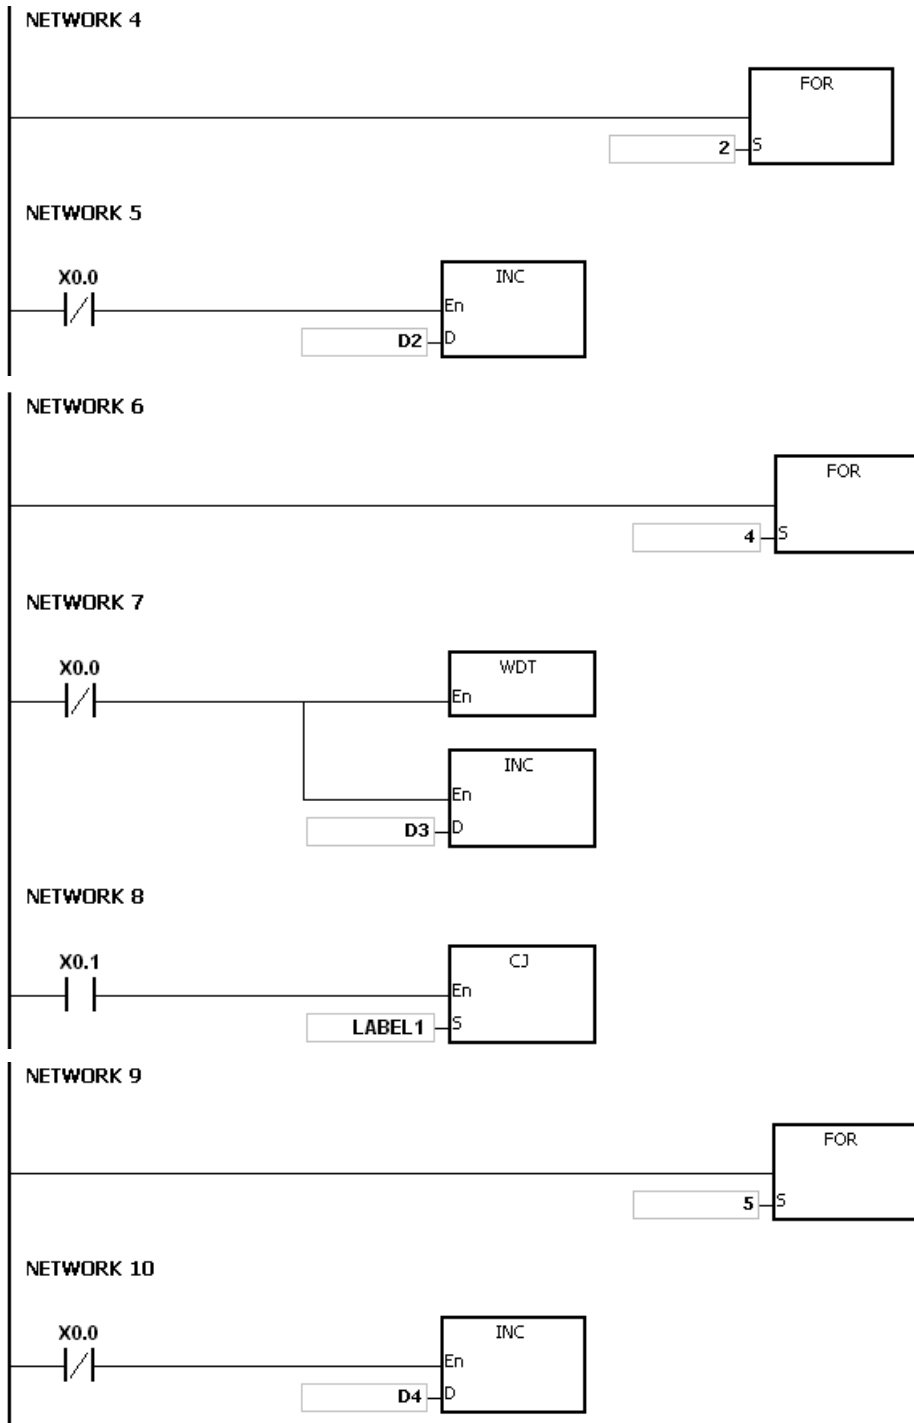 NETWORK 4
FOR
2 S
NETWORK 5
X0.0
INC
En
D2 D
NETWORK 6
FOR
4 S
NETWORK 7
X0.0
WDT
En
INC
En
D3 D
NETWORK 8
X0.1
CJ
En
LABEL1 S
NETWORK 9
FOR
5 S
NETWORK 10
X0.0
INC
En
D4 D